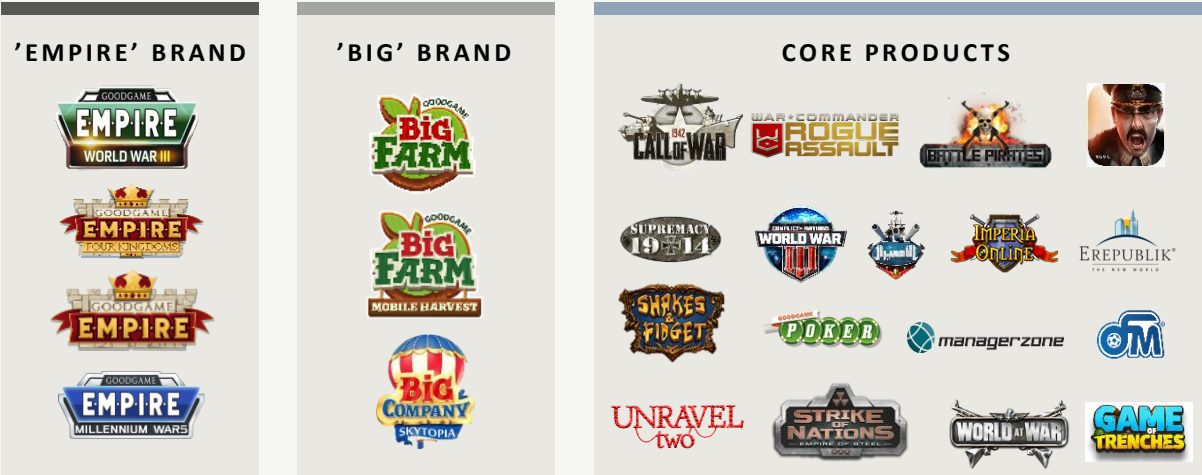 ’EMPIRE’ BRAND
GOODGAME
EMPIRE
WORLD WAR III
GOODGAME
EMPIRE
FOUR KINGDOMS
GOODGAME
EMPIRE
GOODGAME
EMPIRE
MILLENNIUM WARS
’BIG’ BRAND
GOODGAME
BIG
FARM
GOODGAME
BIG
FARM
MOBILE HARVEST
BIG
COMPANY
SKYTOPIA
CORE PRODUCTS
1942
CALL OF WAR
WAR COMMANDER
ROGUE
ASSAULT
BATTLE PIRATES
SUPREMACY
1914
CONFLICT OF NATIONS
WORLD WAR
III
IMPERIA
ONLINE
EREPUBLIK
THE NEW WORLD
SHAKES
&
FIDGET
GOODGAME
POKER
managerzone
OFM
UNRAVEL
two
STRIKE
OF
NATIONS
EMPIRE OF STEEL
WORLD AT WAR
GAME
OF
TRENCHES